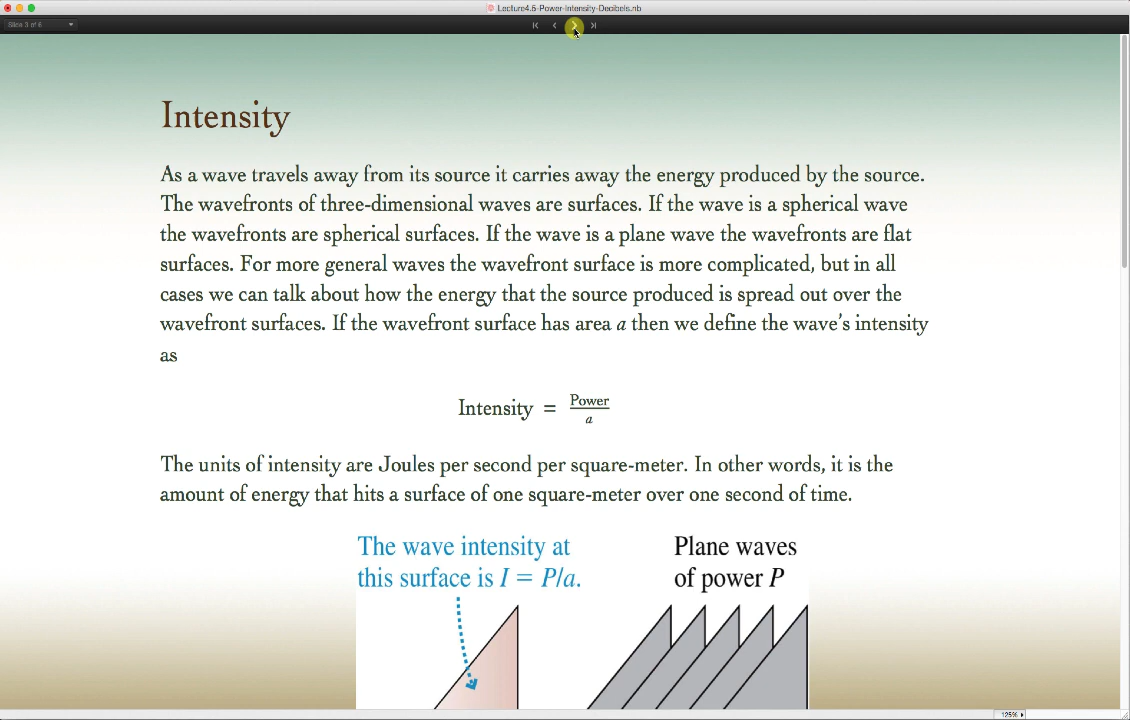 Lecture4.5-Power-Intensity-Decibels.nb
Slide 3 of 6
Intensity
As a wave travels away from its source it carries away the energy produced by the source.
The wavefronts of three-dimensional waves are surfaces. If the wave is a spherical wave
the wavefronts are spherical surfaces. If the wave is a plane wave the wavefronts are flat
surfaces. For more general waves the wavefront surface is more complicated, but in all
cases we can talk about how the energy that the source produced is spread out over the
wavefront surfaces. If the wavefront surface has area a then we define the wave's intensity
as
Intensity = Power/a
The units of intensity are Joules per second per square-meter. In other words, it is the
amount of energy that hits a surface of one square-meter over one second of time.
The wave intensity at
this surface is I = P/a.
Plane waves
of power P
125%